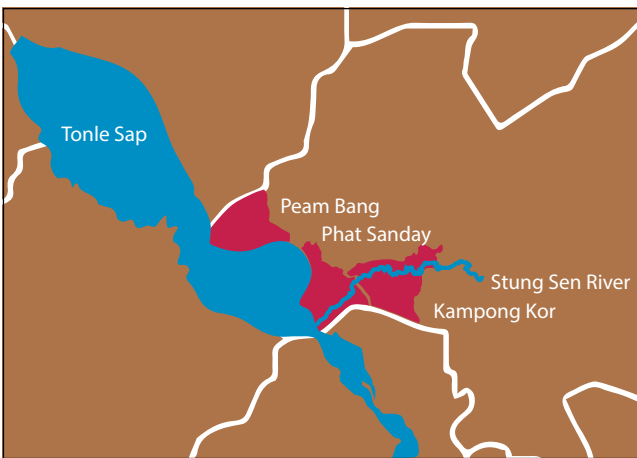 Tonle Sap
Peam Bang
Phat Sanday
Stung Sen River
Kampong Kor